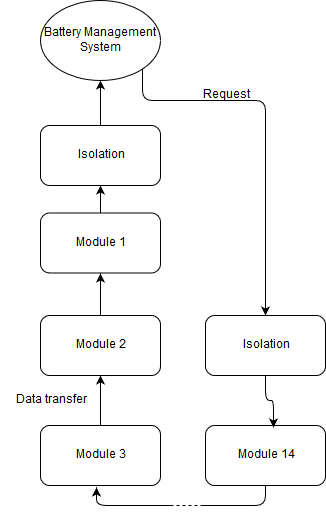 Battery Management
System
Request
Isolation
Module 1
Module 2
Isolation
Data transfer
Module 3
Module 14